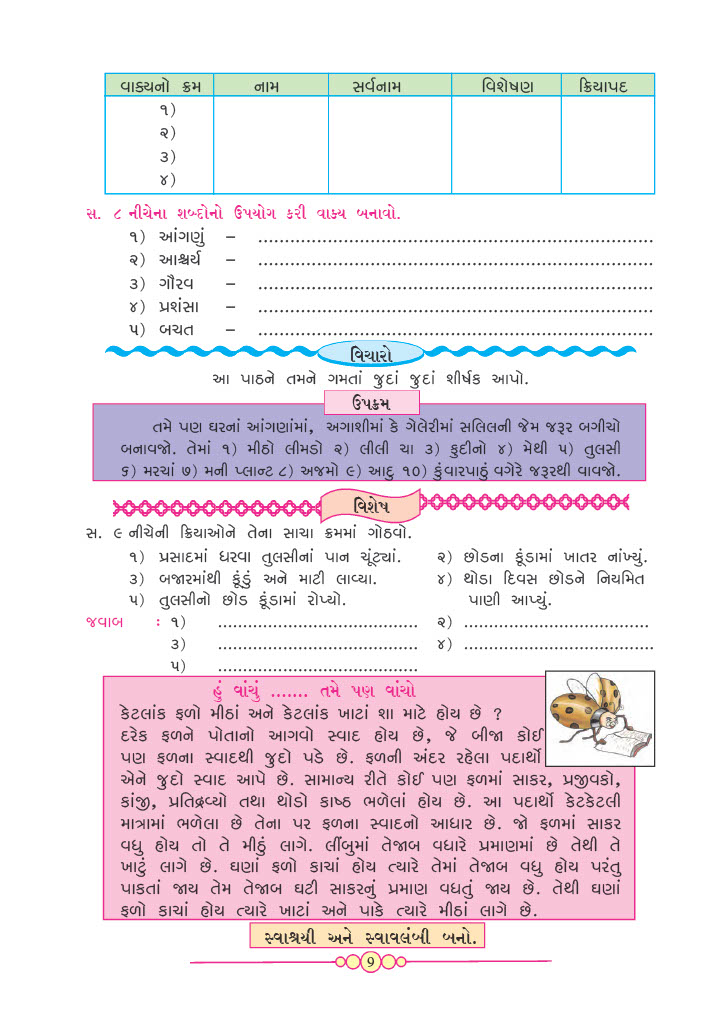 વાક્યનો ક્રમ નામ સર્વનામ વિશેષણ ક્રિયાપદ
૧)
૨)
૩)
૪)
સ. ૮ નીચેના શબ્દોનો ઉપયોગ કરી વાક્ય બનાવો.
૧) આંગણું – ..........................................................................
૨) આશ્ચર્ય – ..........................................................................
૩) ગૌરવ – ..........................................................................
૪) પ્રશંસા – ..........................................................................
૫) બચત – ..........................................................................
વિચારો
આ પાઠને તમને ગમતાં જુદાં જુદાં શીર્ષક આપો.
ઉપક્રમ
તમે પણ ઘરનાં આંગણાંમાં, અગાશીમાં કે ગેલેરીમાં સલિલની જેમ જરૂર બગીચો
બનાવજો. તેમાં ૧) મીઠો લીમડો ૨) લીલી ચા ૩) ફુદીનો ૪) મેથી ૫) તુલસી
૬) મરચાં ૭) મની પ્લાન્ટ ૮) અજમો ૯) આદુ ૧૦) કુંવારપાઠું વગેરે જરૂરથી વાવજો.
વિશેષ
સ. ૯ નીચેની ક્રિયાઓને તેના સાચા ક્રમમાં ગોઠવો.
૧) પ્રસાદમાં ધરવા તુલસીનાં પાન ચૂંટ્યાં. ૨) છોડના કૂંડામાં ખાતર નાંખ્યું.
૩) બજારમાંથી કૂંડું અને માટી લાવ્યા. ૪) થોડા દિવસ છોડને નિયમિત
૫) તુલસીનો છોડ કૂંડામાં રોપ્યો. પાણી આપ્યું.
જવાબ : ૧) ...................................... ૨) ...................................
૩) ...................................... ૪) ....................................
૫) ......................................
હું વાંચું ....... તમે પણ વાંચો
કેટલાંક ફળો મીઠાં અને કેટલાંક ખાટાં શા માટે હોય છે ?
દરેક ફળને પોતાનો આગવો સ્વાદ હોય છે, જે બીજા કોઈ
પણ ફળના સ્વાદથી જુદો પડે છે. ફળની અંદર રહેલા પદાર્થો
એને જુદો સ્વાદ આપે છે. સામાન્ય રીતે કોઈ પણ ફળમાં સાકર, પ્રજીવકો,
કાંજી, પ્રતિદ્રવ્યો તથા થોડો કાષ્ઠ ભળેલાં હોય છે. આ પદાર્થો કેટકેટલી
માત્રામાં ભળેલા છે તેના પર ફળના સ્વાદનો આધાર છે. જો ફળમાં સાકર
વધુ હોય તો તે મીઠું લાગે. લીંબુમાં તેજાબ વધારે પ્રમાણમાં છે તેથી તે
ખાટું લાગે છે. ઘણાં ફળો કાચાં હોય ત્યારે તેમાં તેજાબ વધુ હોય પરંતુ
પાકતાં જાય તેમ તેજાબ ઘટી સાકરનું પ્રમાણ વધતું જાય છે. તેથી ઘણાં
ફળો કાચાં હોય ત્યારે ખાટાં અને પાકે ત્યારે મીઠાં લાગે છે.
સ્વાશ્રયી અને સ્વાવલંબી બનો.
9